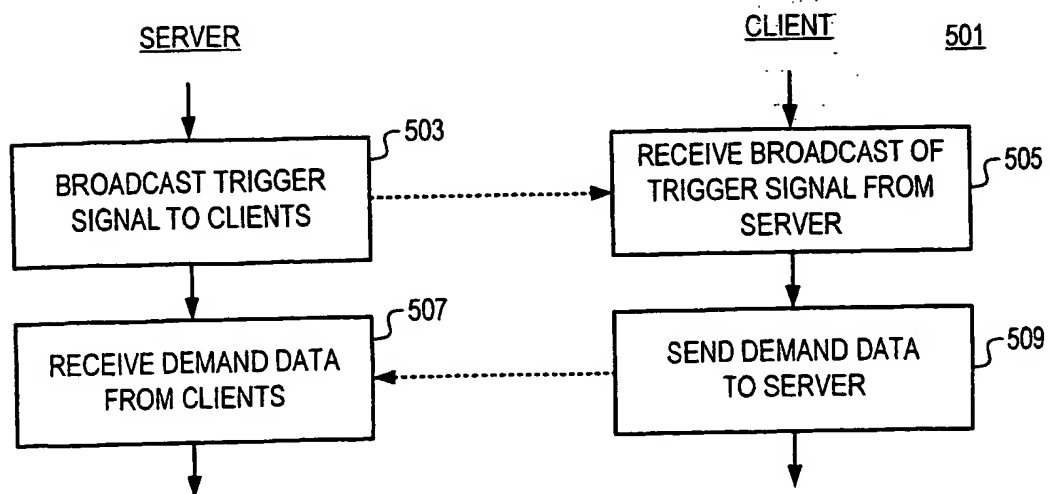 SERVER
CLIENT
501
503
BROADCAST TRIGGER
SIGNAL TO CLIENTS
RECEIVE BROADCAST OF
TRIGGER SIGNAL FROM
SERVER
505
507
RECEIVE DEMAND DATA
FROM CLIENTS
SEND DEMAND DATA
TO SERVER
509